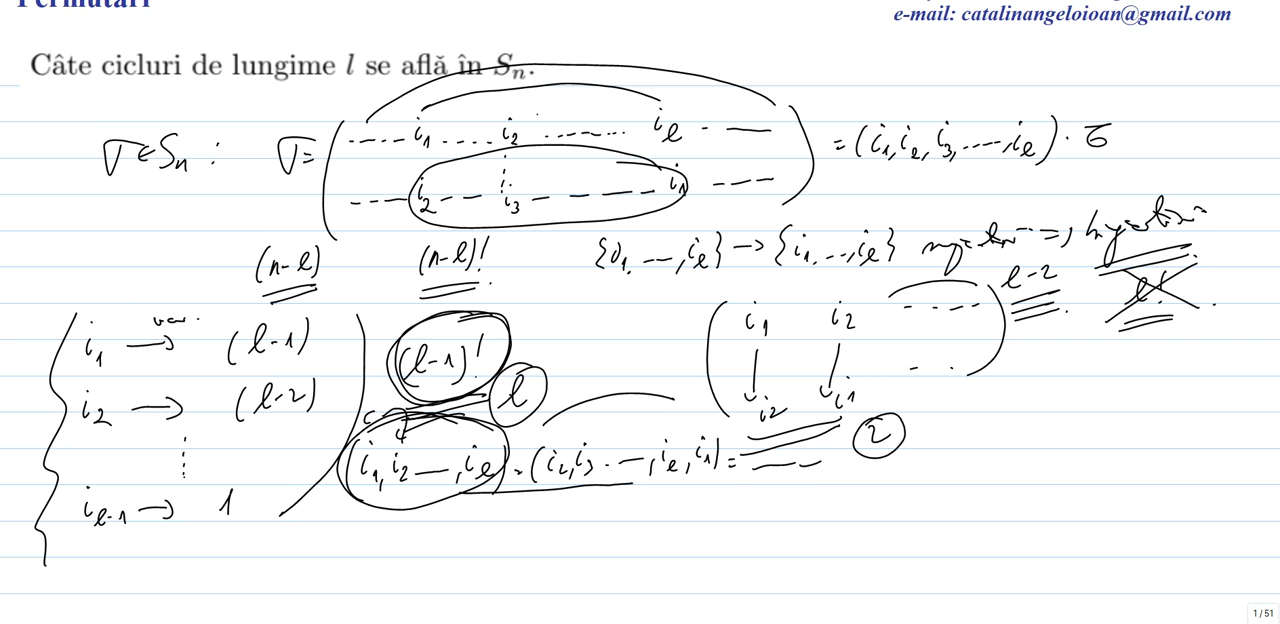 Permutări
e-mail: catalinangeloioan@gmail.com
Câte cicluri de lungime l se află în Sₙ.
σ ∈ Sₙ : σ = ( ---- i₁ .... i₂ ....... iₗ - — = (i₁, i₂, i₃, ----, iₗ) · σ̄
---- i₂ -- i₃ - - - - i₁ --- )
(n-l) (n-l)! {i₁, --, iₗ} -> {i₁, .., iₗ} =>
l-2 l!
i₁ -> var. (l-1) (l-1)! l ( i₁ i₂ ---- )
i₂ -> (l-2) i₂ i₁ - .
⋮ (i₁, i₂ —, iₗ) = (i₂, i₃ . —, iₗ, i₁) = — -- 2
iₗ₋₁ -> 1
1 / 51